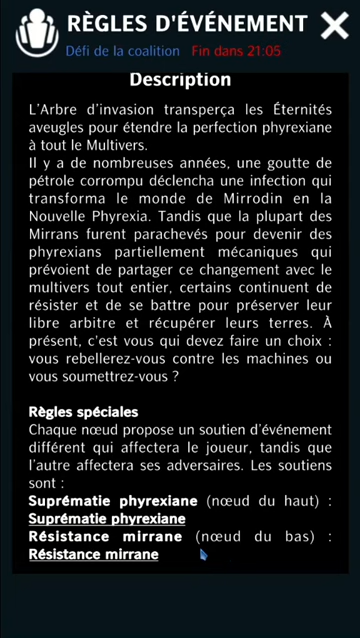 RÈGLES D'ÉVÉNEMENT
Défi de la coalition Fin dans 21:05
Description
L'Arbre d'invasion transperça les Éternités
aveugles pour étendre la perfection phyrexiane
à tout le Multivers.
Il y a de nombreuses années, une goutte de
pétrole corrompu déclencha une infection qui
transforma le monde de Mirrodin en la
Nouvelle Phyrexia. Tandis que la plupart des
Mirrans furent parachevés pour devenir des
phyrexians partiellement mécaniques qui
prévoient de partager ce changement avec le
multivers tout entier, certains continuent de
résister et de se battre pour préserver leur
libre arbitre et récupérer leurs terres. À
présent, c'est vous qui devez faire un choix :
vous rebellerez-vous contre les machines ou
vous soumettrez-vous ?
Règles spéciales
Chaque nœud propose un soutien d'événement
différent qui affectera le joueur, tandis que
l'autre affectera ses adversaires. Les soutiens
sont :
Suprématie phyrexiane (nœud du haut) :
Suprématie phyrexiane
Résistance mirrane (nœud du bas) :
Résistance mirrane